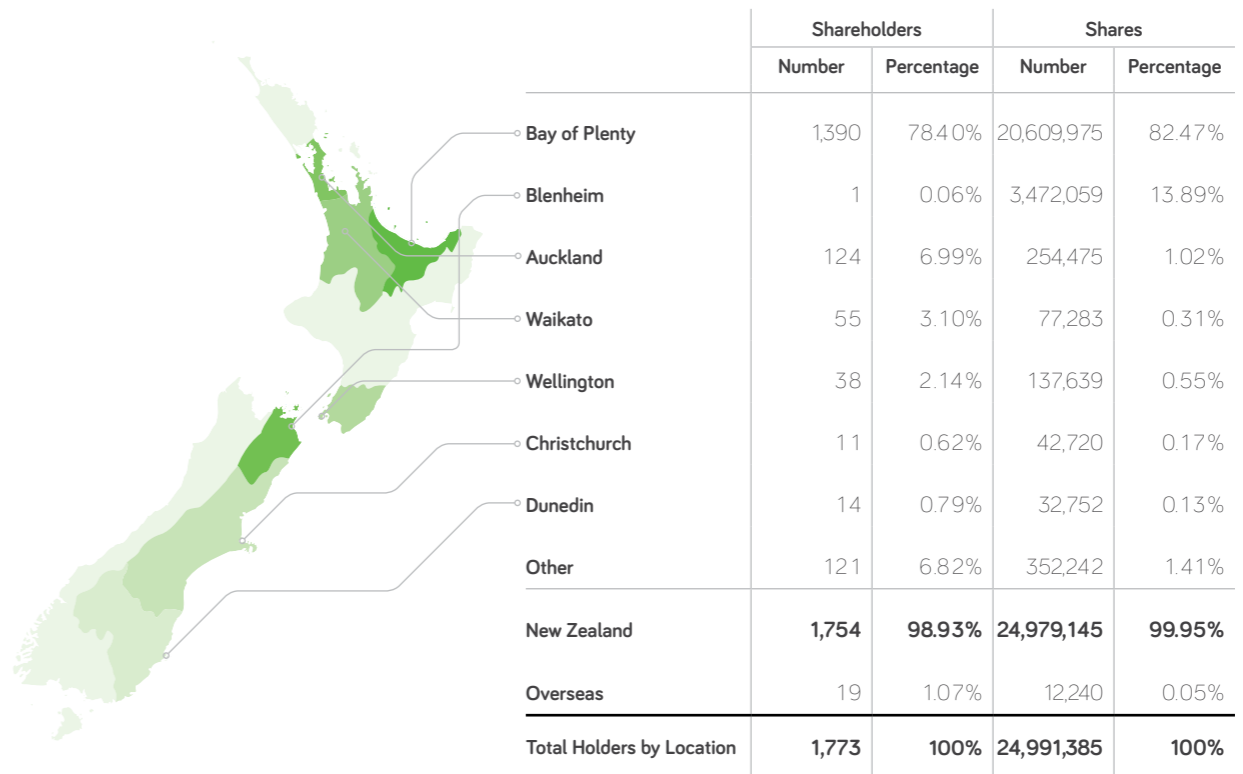 Shareholders Shares
Number Percentage Number Percentage
Bay of Plenty 1,390 78.40% 20,609,975 82.47%
Blenheim 1 0.06% 3,472,059 13.89%
Auckland 124 6.99% 254,475 1.02%
Waikato 55 3.10% 77,283 0.31%
Wellington 38 2.14% 137,639 0.55%
Christchurch 11 0.62% 42,720 0.17%
Dunedin 14 0.79% 32,752 0.13%
Other 121 6.82% 352,242 1.41%
New Zealand 1,754 98.93% 24,979,145 99.95%
Overseas 19 1.07% 12,240 0.05%
Total Holders by Location 1,773 100% 24,991,385 100%